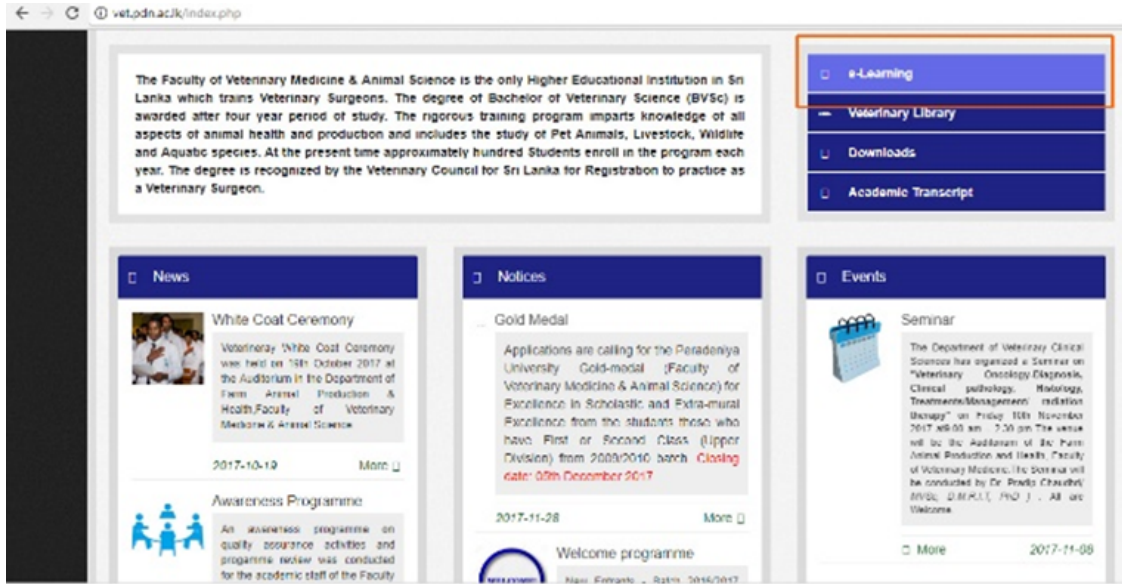 vet.pdn.ac.lk/index.php
The Faculty of Veterinary Medicine & Animal Science is the only Higher Educational Institution in Sri
Lanka which trains Veterinary Surgeons. The degree of Bachelor of Veterinary Science (BVSc) is
awarded after four year period of study. The rigorous training program imparts knowledge of all
aspects of animal health and production and includes the study of Pet Animals, Livestock, Wildlife
and Aquatic species. At the present time approximately hundred Students enroll in the program each
year. The degree is recognized by the Veterinary Council for Sri Lanka for Registration to practice as
a Veterinary Surgeon.
e-Learning
Veterinary Library
Downloads
Academic Transcript
News
White Coat Ceremony
Veterineray White Coat Ceremony
was held on 19th October 2017 at
the Auditorium in the Department of
Farm Animal Production &
Health,Faculty of Veterinary
Medicine & Animal Science
2017-10-19 More
Awareness Programme
An awareness programme on
quality assurance activities and
programme review was conducted
for the academic staff of the Faculty
Notices
Gold Medal
Applications are calling for the Peradeniya
University Gold-medal (Faculty of
Veterinary Medicine & Animal Science) for
Excellence in Scholastic and Extra-mural
Excellence from the students those who
have First or Second Class (Upper
Division) from 2009/2010 batch. Closing
date: 05th December 2017
2017-11-28 More
Welcome programme
WELCOME
New Entrants - Batch 2016/2017
Events
Seminar
The Department of Veterinary Clinical
Sciences has organized a Seminar on
"Veterinary Oncology-Diagnosis,
Clinical pathology, Histology,
Treatments/Management/ radiation
therapy" on Friday 10th November
2017 at9.00 am - 2.30 pm The venue
will be the Auditorium of the Farm
Animal Production and Health, Faculty
of Veterinary Medicine.The Seminar will
be conducted by Dr. Pradip Chaudhri/
MVSc, D.M.R.I.T, PhD ) . All are
Welcome.
More 2017-11-08